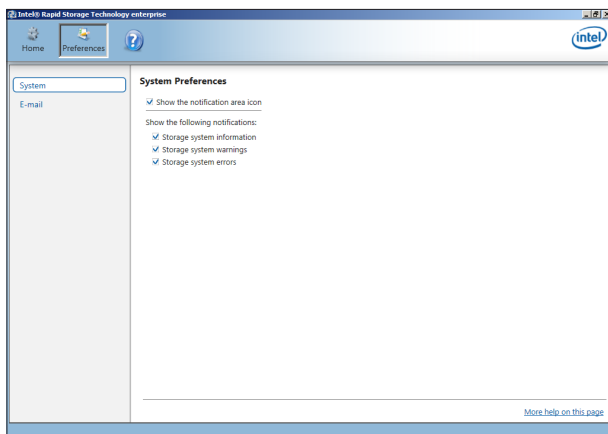 Intel® Rapid Storage Technology enterprise
Home
Preferences
?
intel
System
E-mail
System Preferences
Show the notification area icon
Show the following notifications:
Storage system information
Storage system warnings
Storage system errors
More help on this page